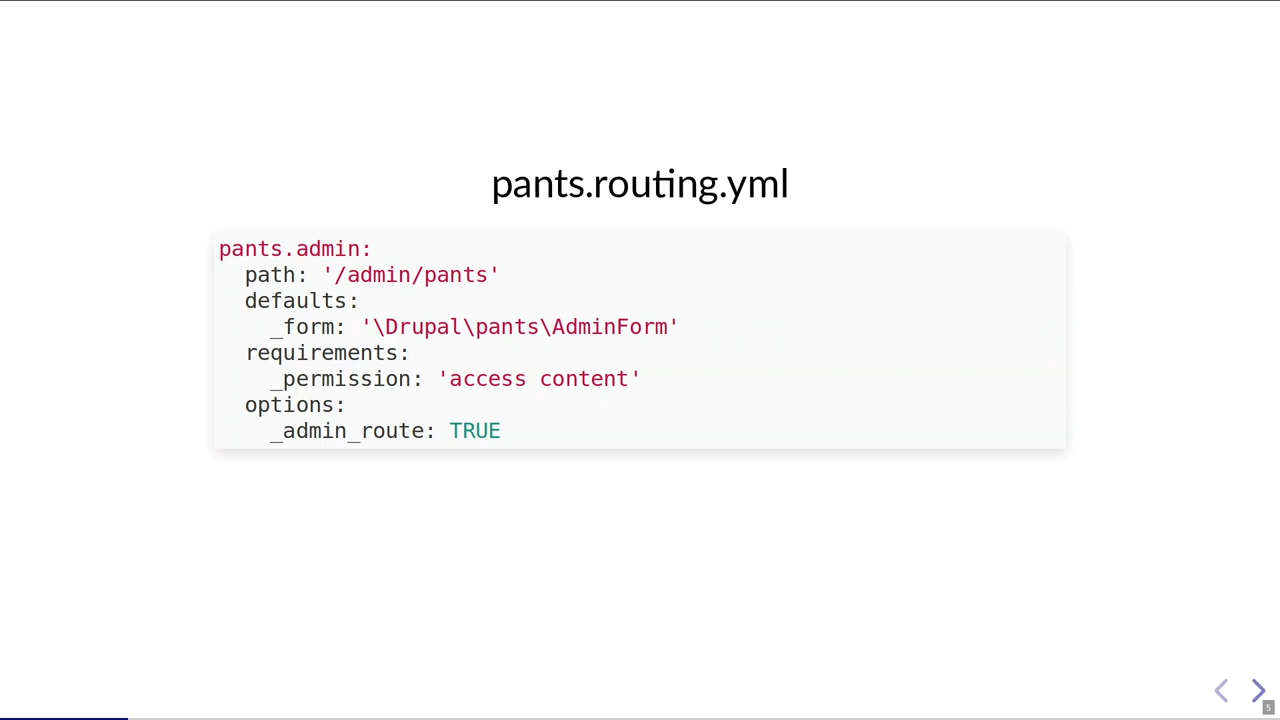 pants.routing.yml
pants.admin:
  path: '/admin/pants'
  defaults:
    _form: '\Drupal\pants\AdminForm'
  requirements:
    _permission: 'access content'
  options:
    _admin_route: TRUE
5